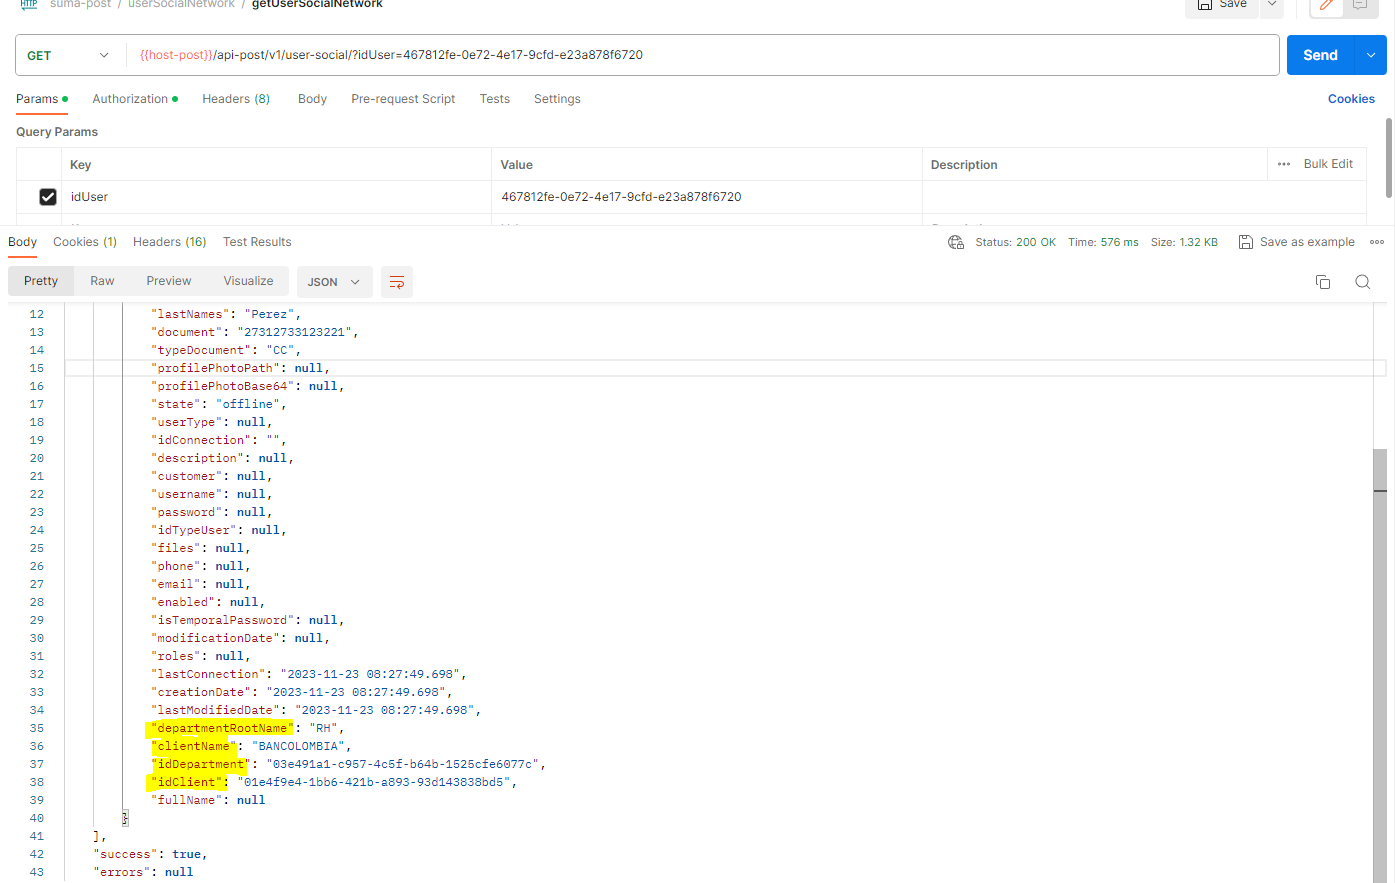 HTTP suma-post / userSocialNetwork / getUserSocialNetwork Save
GET {{host-post}}/api-post/v1/user-social/?idUser=467812fe-0e72-4e17-9cfd-e23a878f6720 Send
Params Authorization Headers (8) Body Pre-request Script Tests Settings Cookies
Query Params
Key Value Description ••• Bulk Edit
idUser 467812fe-0e72-4e17-9cfd-e23a878f6720
Body Cookies (1) Headers (16) Test Results Status: 200 OK Time: 576 ms Size: 1.32 KB Save as example •••
Pretty Raw Preview Visualize JSON
12 "lastNames": "Perez",
13 "document": "27312733123221",
14 "typeDocument": "CC",
15 "profilePhotoPath": null,
16 "profilePhotoBase64": null,
17 "state": "offline",
18 "userType": null,
19 "idConnection": "",
20 "description": null,
21 "customer": null,
22 "username": null,
23 "password": null,
24 "idTypeUser": null,
25 "files": null,
26 "phone": null,
27 "email": null,
28 "enabled": null,
29 "isTemporalPassword": null,
30 "modificationDate": null,
31 "roles": null,
32 "lastConnection": "2023-11-23 08:27:49.698",
33 "creationDate": "2023-11-23 08:27:49.698",
34 "lastModifiedDate": "2023-11-23 08:27:49.698",
35 "departmentRootName": "RH",
36 "clientName": "BANCOLOMBIA",
37 "idDepartment": "03e491a1-c957-4c5f-b64b-1525cfe6077c",
38 "idClient": "01e4f9e4-1bb6-421b-a893-93d143838bd5",
39 "fullName": null
40 }
41 ],
42 "success": true,
43 "errors": null